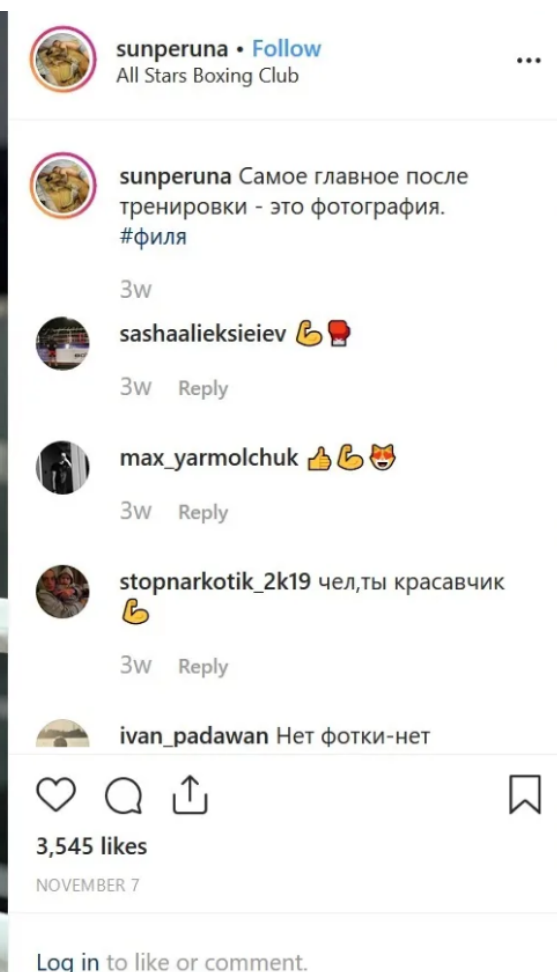 sunperuna • Follow
All Stars Boxing Club
sunperuna Самое главное после
тренировки - это фотография.
#филя
3w
sashaalieksieiev 💪🥊
3w Reply
max_yarmolchuk 👍💪😻
3w Reply
stopnarkotik_2k19 чел,ты красавчик
💪
3w Reply
ivan_padawan Нет фотки-нет
3,545 likes
NOVEMBER 7
Log in to like or comment.